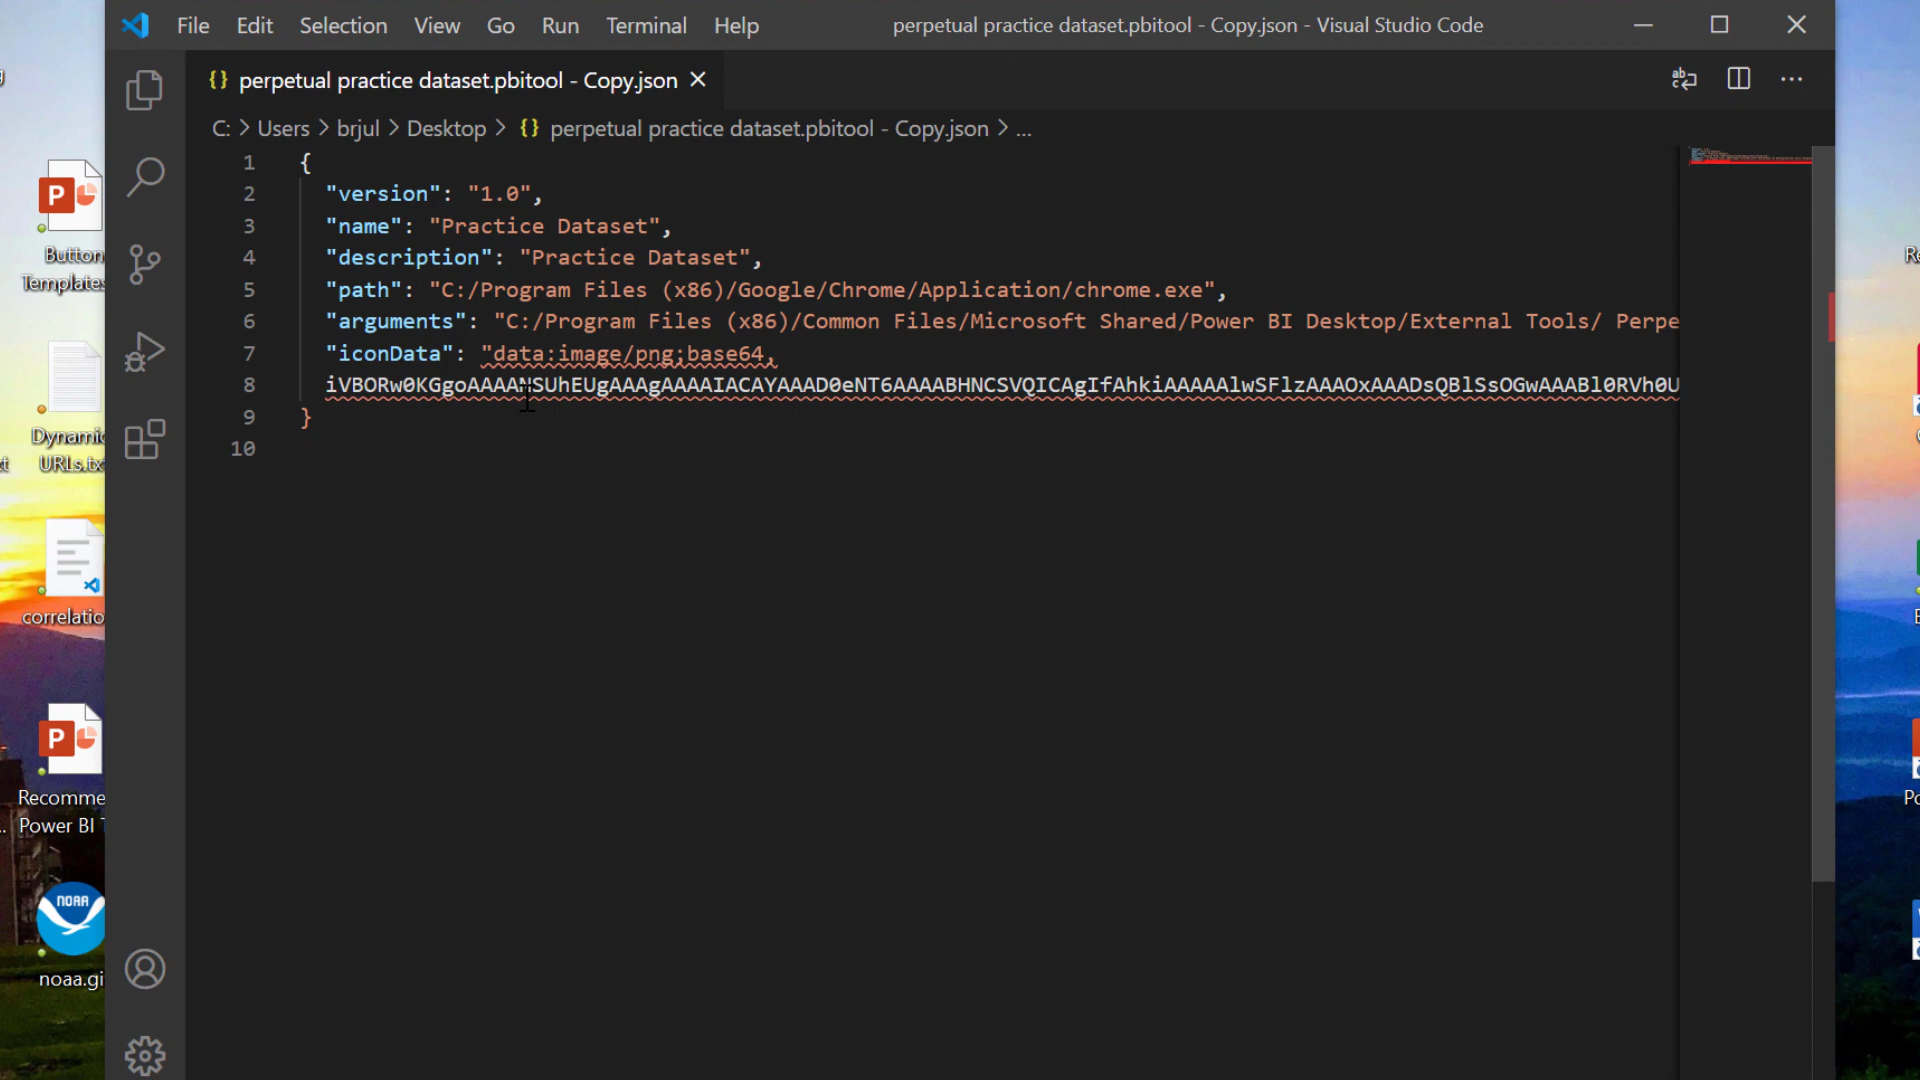 File Edit Selection View Go Run Terminal Help perpetual practice dataset.pbitool - Copy.json - Visual Studio Code
{} perpetual practice dataset.pbitool - Copy.json
C: > Users > brjul > Desktop > {} perpetual practice dataset.pbitool - Copy.json > ...
1 {
2 "version": "1.0",
3 "name": "Practice Dataset",
4 "description": "Practice Dataset",
5 "path": "C:/Program Files (x86)/Google/Chrome/Application/chrome.exe",
6 "arguments": "C:/Program Files (x86)/Common Files/Microsoft Shared/Power BI Desktop/External Tools/ Perpe
7 "iconData": "data:image/png;base64,
8 iVBORw0KGgoAAAANSUhEUgAAAgAAAAIACAYAAAD0eNT6AAAABHNCSVQICAgIfAhkiAAAAAlwSFlzAAAOxAAADsQBlSsOGwAAABl0RVh0U
9 }
10
Button
Templates
Dynamic
URLs.tx
correlatio
Recomme
Power BI
NOAA
noaa.gi